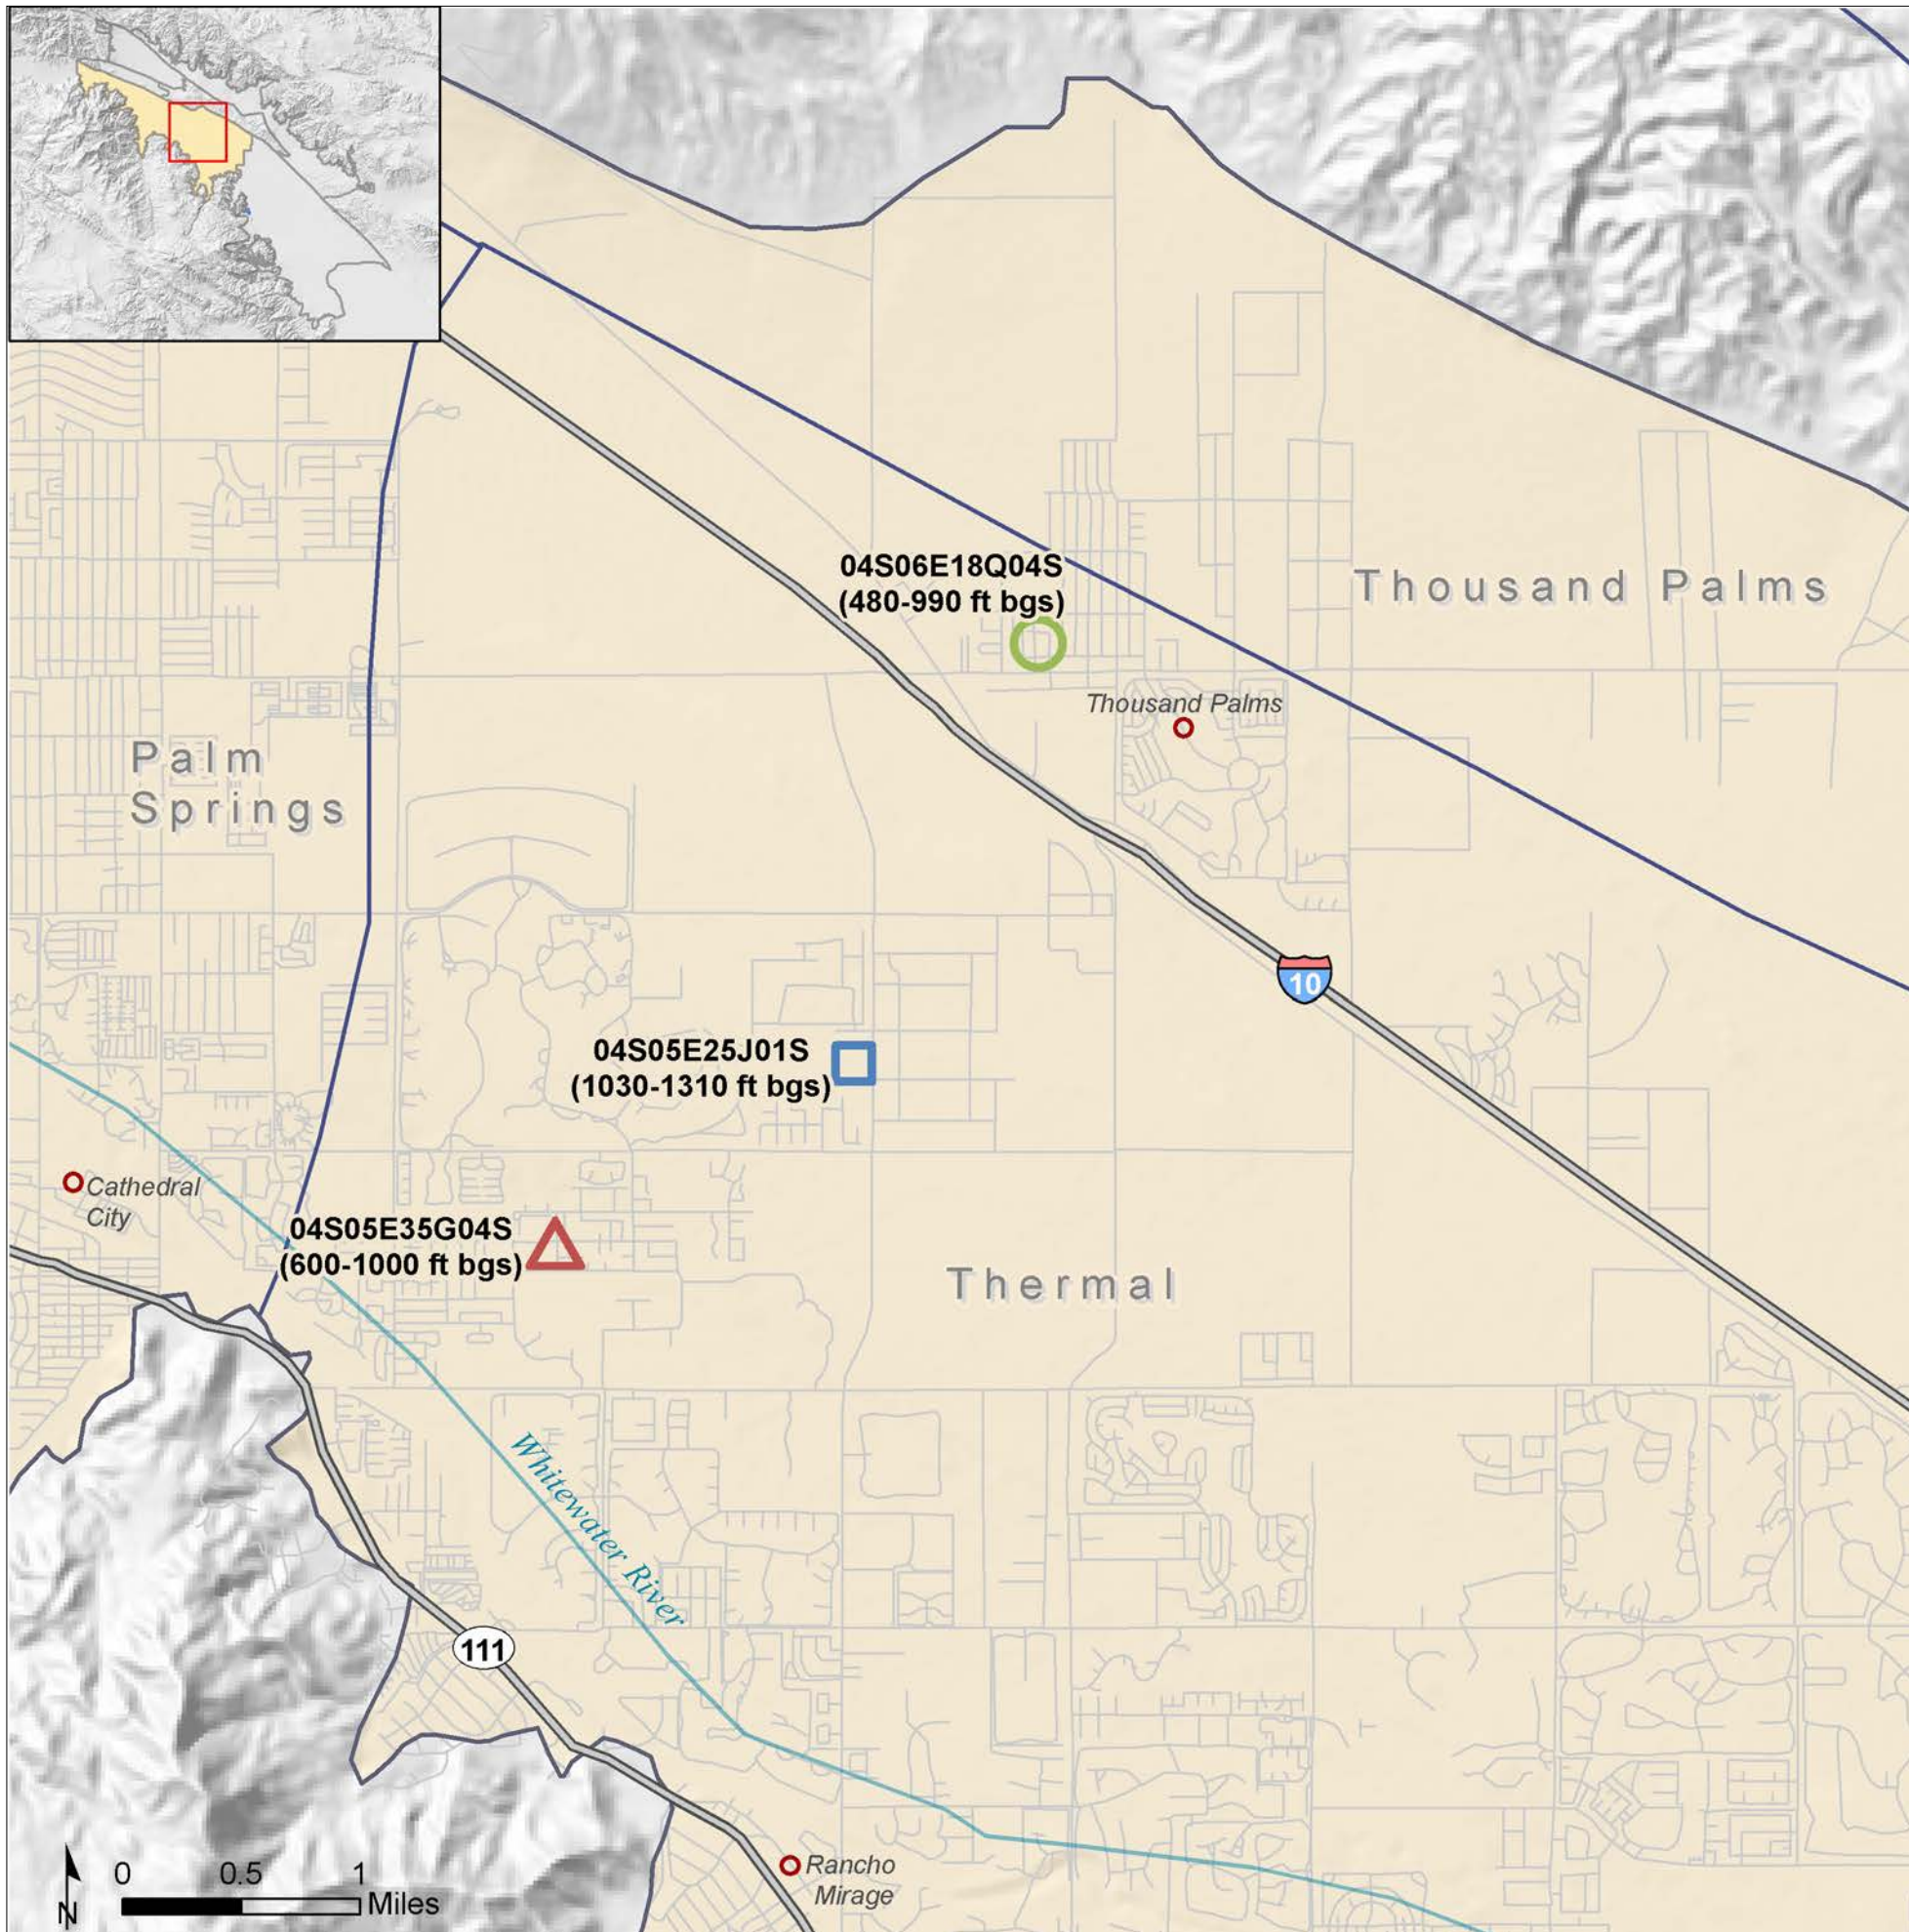 04S06E18Q04S
(480-990 ft bgs)
Thousand Palms
Thousand Palms
Palm
Springs
10
04S05E25J01S
(1030-1310 ft bgs)
Cathedral
City
04S05E35G04S
(600-1000 ft bgs)
Thermal
Whitewater River
111
Rancho
Mirage
0 0.5 1
Miles
N